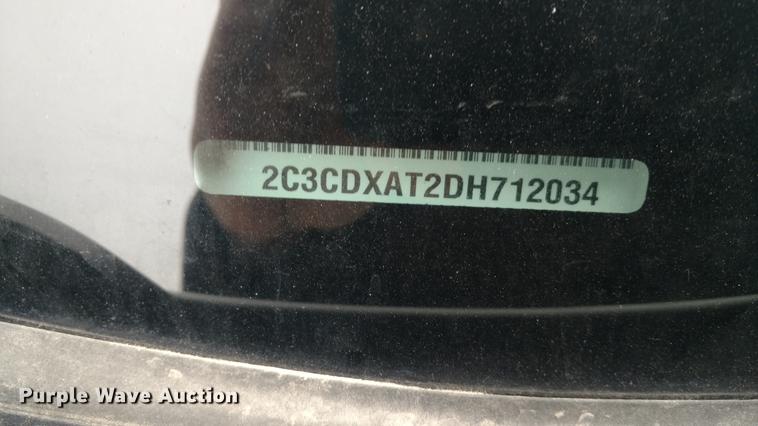 2C3CDXAT2DH712034
Purple Wave Auction